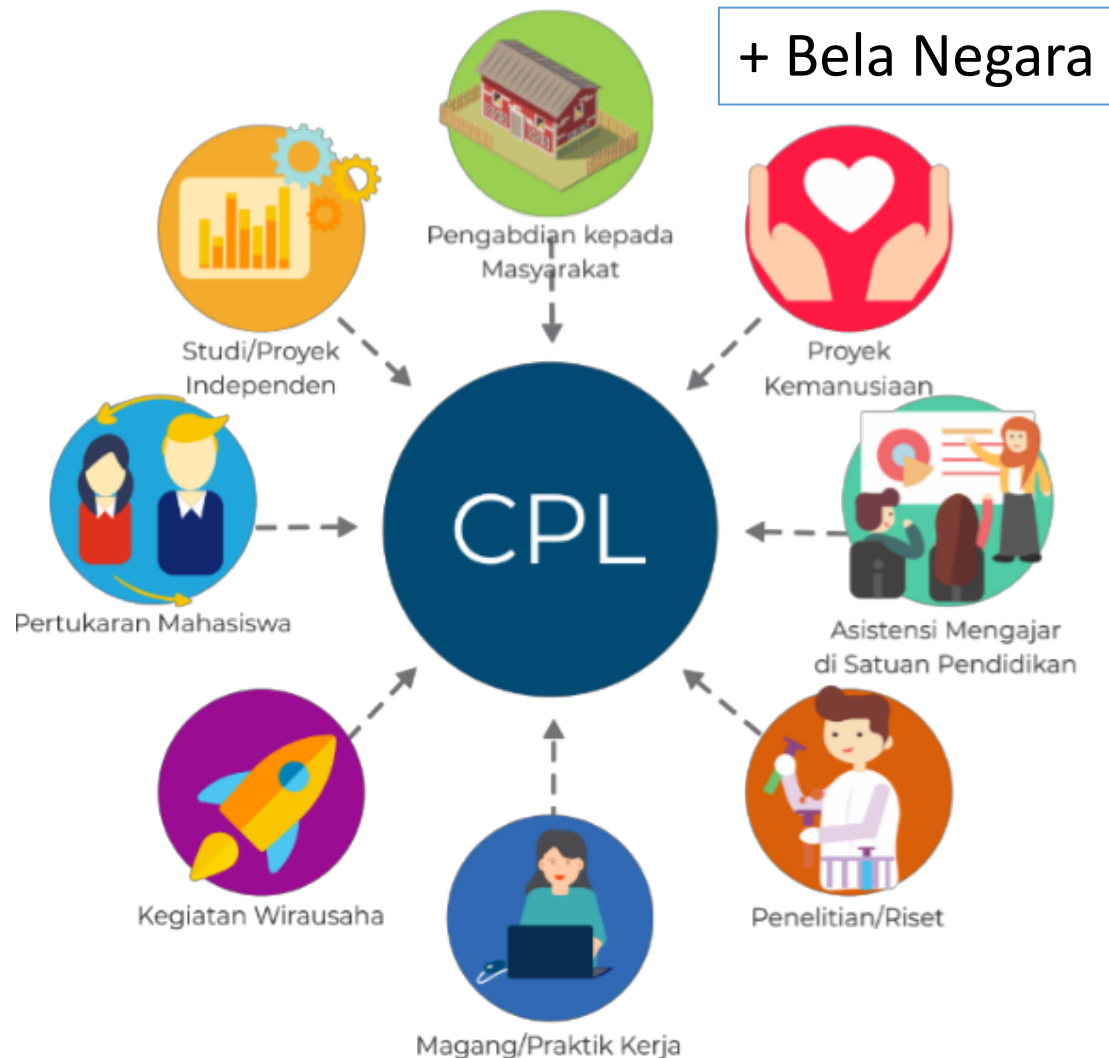 + Bela Negara
Pengabdian kepada
Masyarakat
Studi/Proyek
Independen
Proyek
Kemanusiaan
CPL
Pertukaran Mahasiswa
Asistensi Mengajar
di Satuan Pendidikan
Kegiatan Wirausaha
Penelitian/Riset
Magang/Praktik Kerja